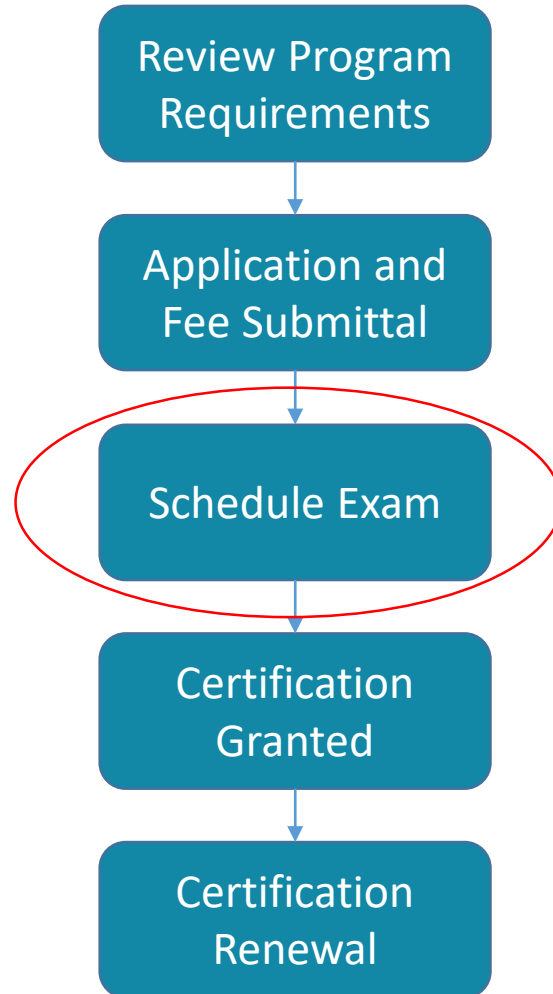 Review Program
Requirements
Application and
Fee Submittal
Schedule Exam
Certification
Granted
Certification
Renewal